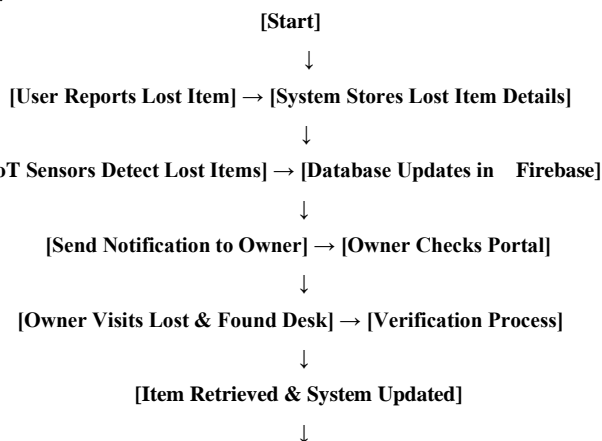 [Start]
↓
[User Reports Lost Item] → [System Stores Lost Item Details]
↓
oT Sensors Detect Lost Items] → [Database Updates in Firebase]
↓
[Send Notification to Owner] → [Owner Checks Portal]
↓
[Owner Visits Lost & Found Desk] → [Verification Process]
↓
[Item Retrieved & System Updated]
↓